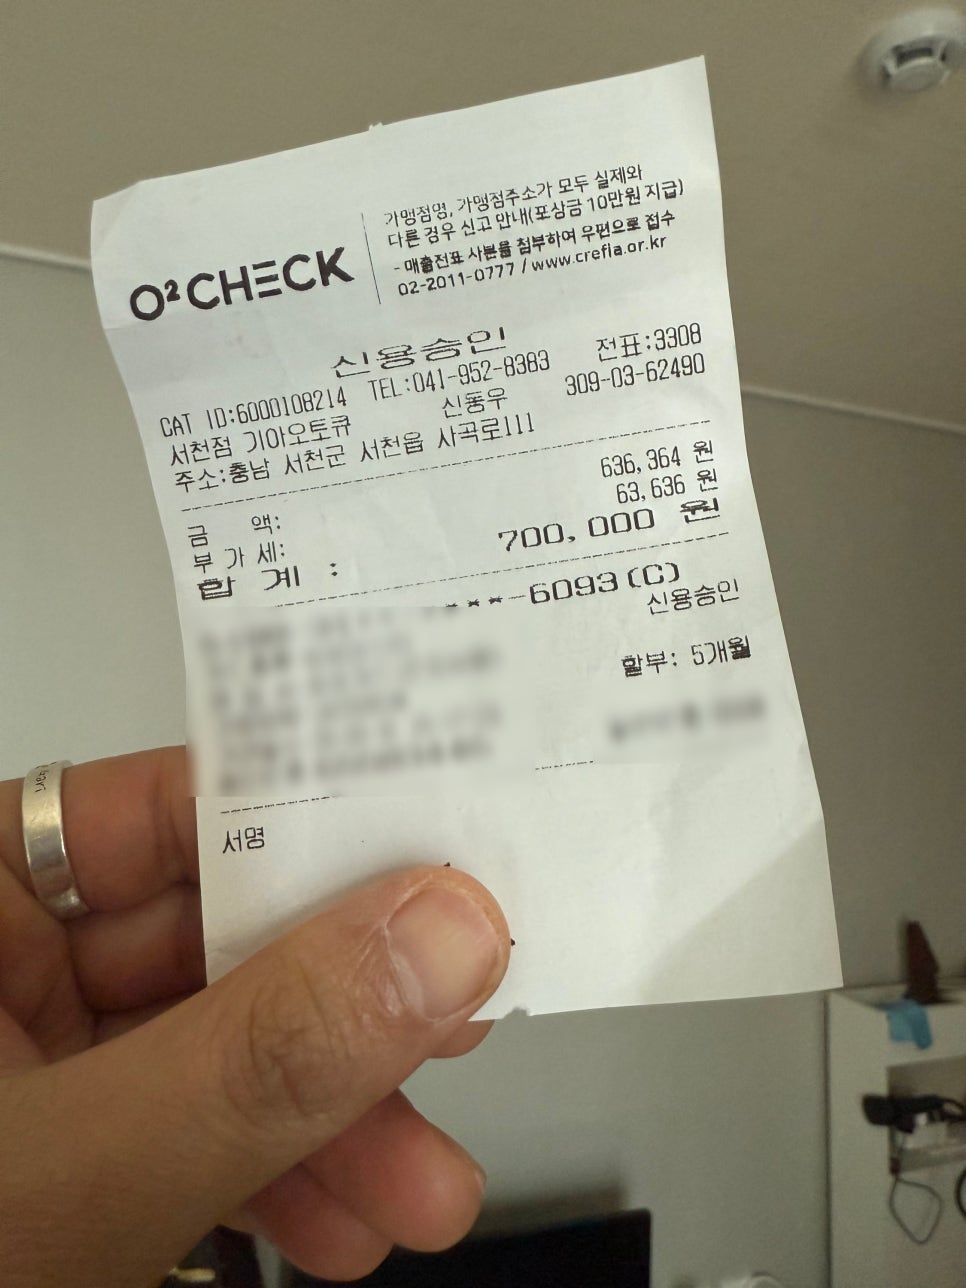 O²CHECK
가맹점명, 가맹점주소가 모두 실제와
다른 경우 신고 안내(포상금 10만원 지급)
- 매출전표 사본을 첨부하여 우편으로 접수
02-2011-0777 / www.crefia.or.kr
신용승인
CAT ID:6000108214 TEL:041-952-8383 전표:3308
서천점 기아오토큐 신동우 309-03-62490
주소:충남 서천군 서천읍 사곡로111
금 액: 636,364 원
부 가 세: 63,636 원
합 계 : 700,000 원
**-6093(C)
신용승인
할부: 5개월
서명